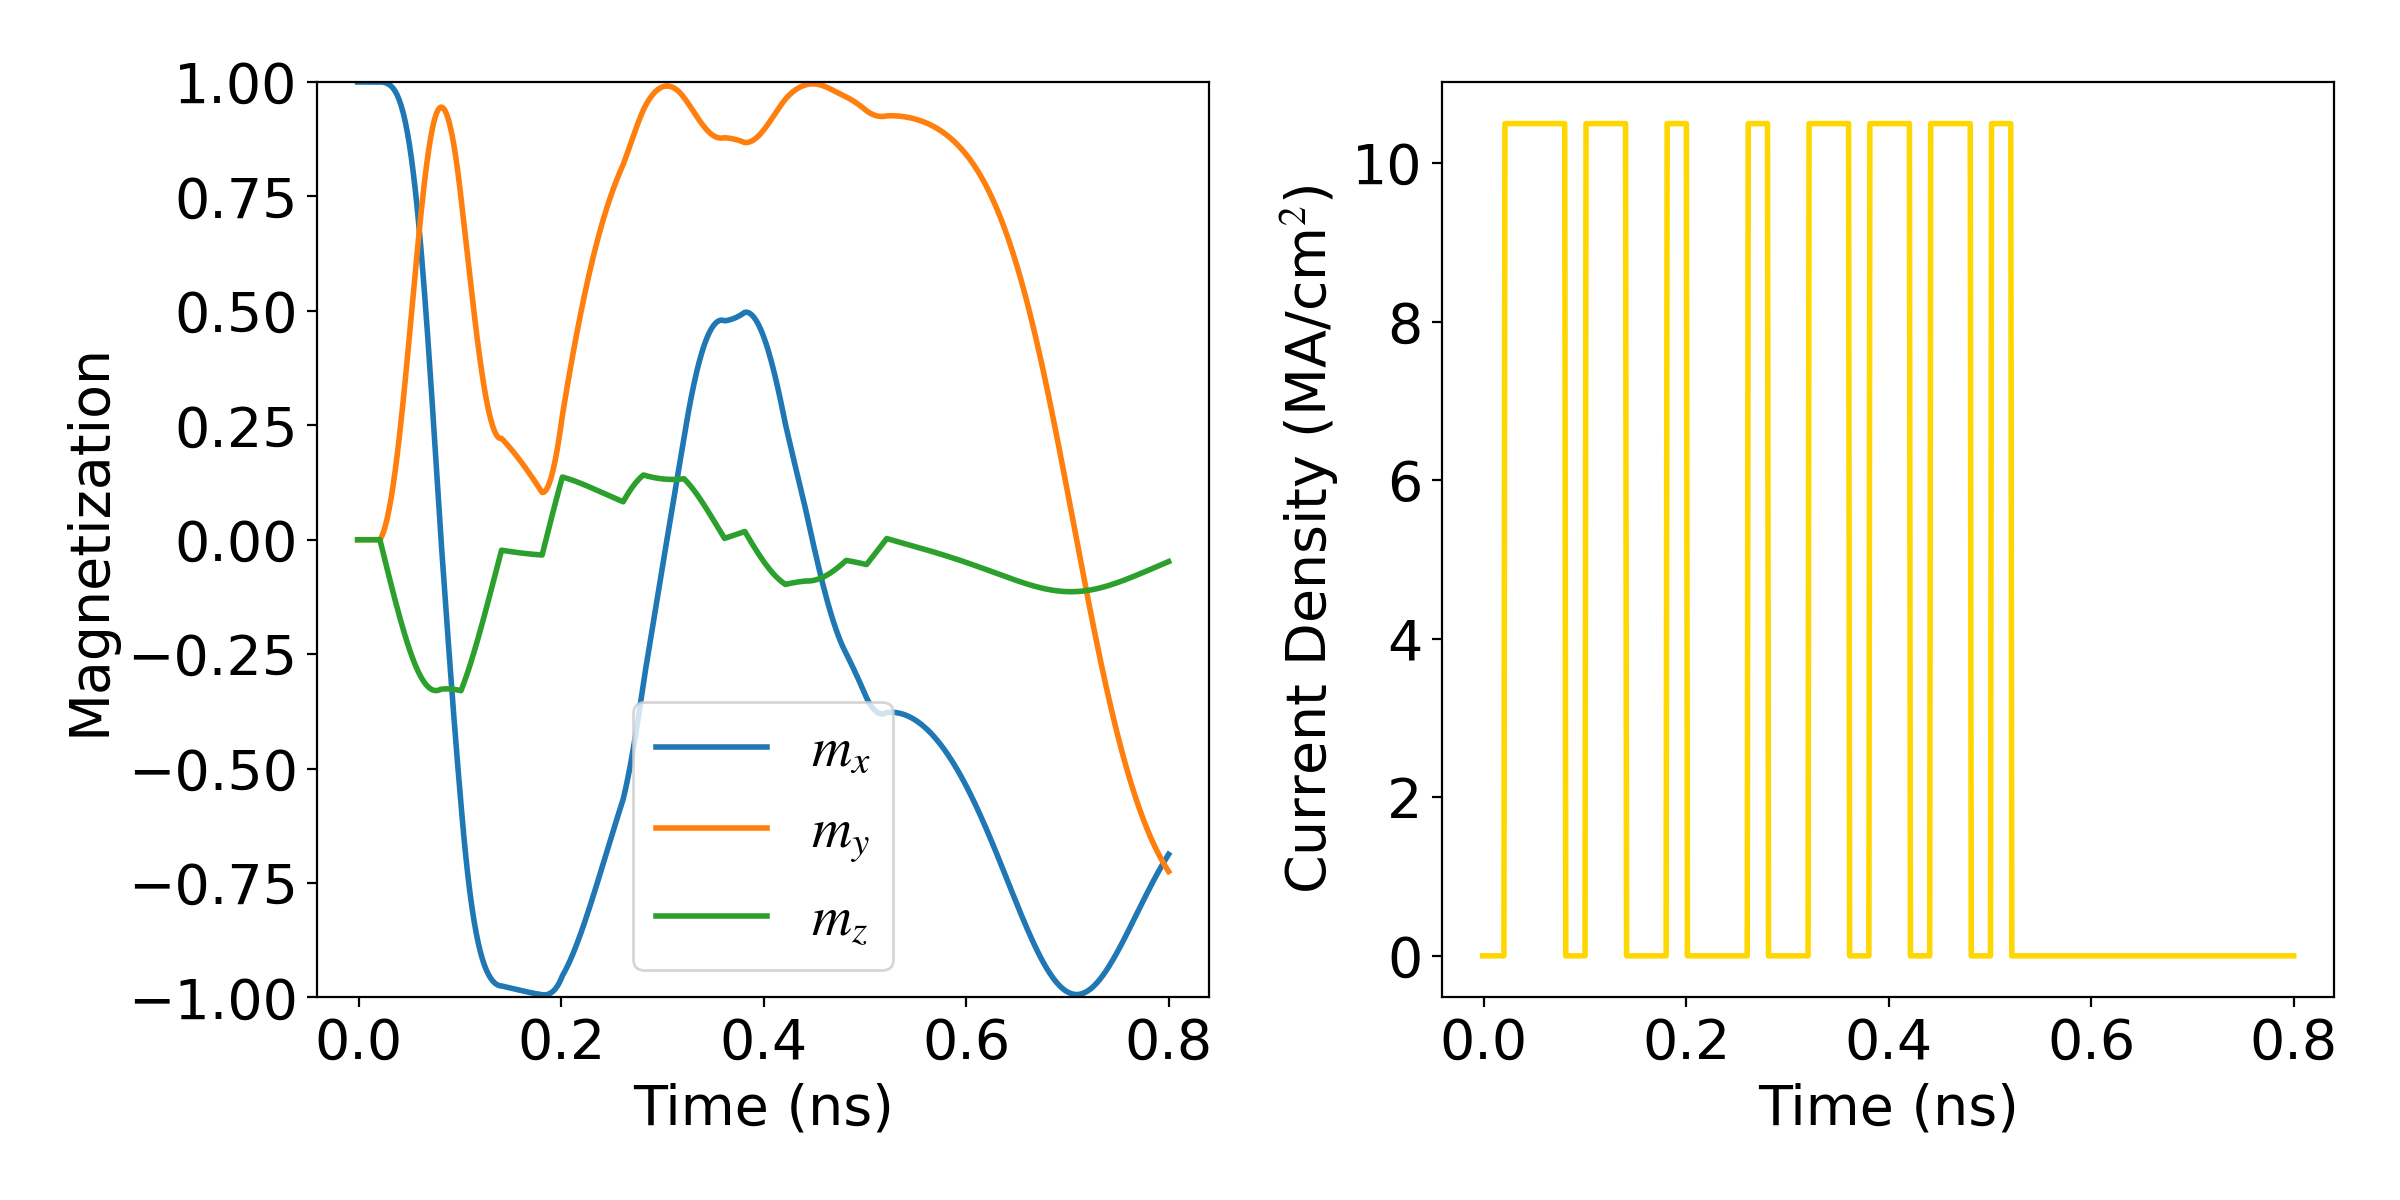 Magnetization
1.00
0.75
0.50
0.25
0.00
−0.25
−0.50
−0.75
−1.00
0.0 0.2 0.4 0.6 0.8
Time (ns)
m_x
m_y
m_z
Current Density (MA/cm²)
10
8
6
4
2
0
0.0 0.2 0.4 0.6 0.8
Time (ns)